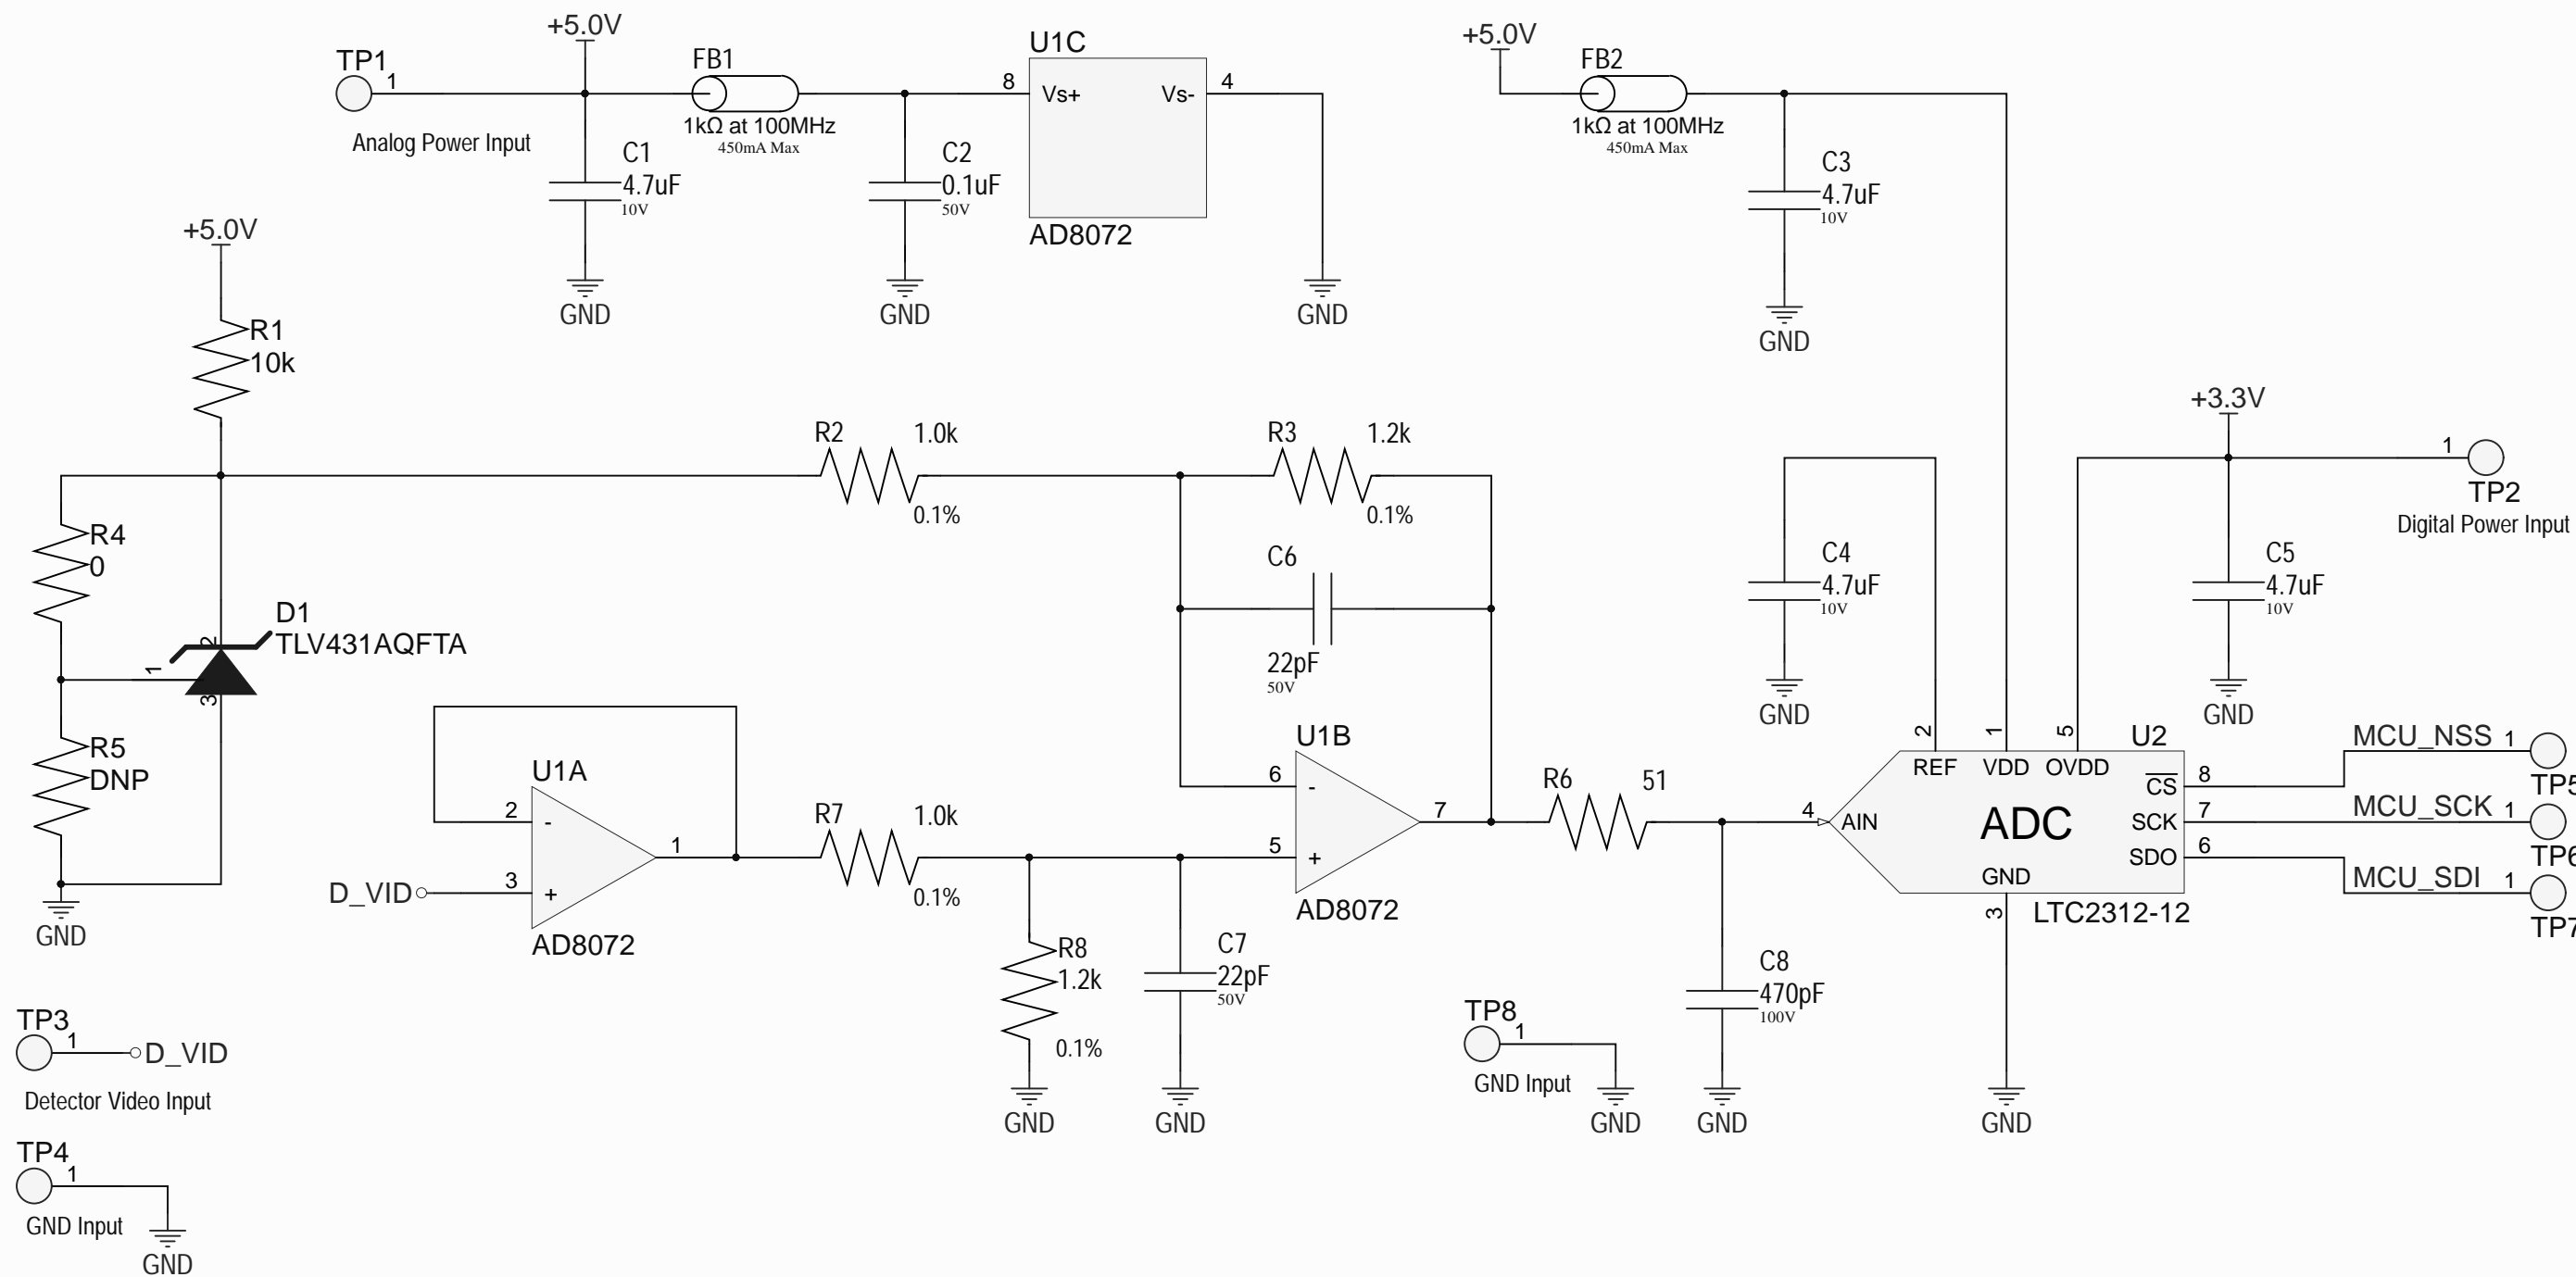 +5.0V
TP1
1
Analog Power Input
FB1
1kΩ at 100MHz
450mA Max
C1
4.7uF
10V
GND
C2
0.1uF
50V
GND
U1C
8
Vs+
Vs-
4
AD8072
GND
+5.0V
FB2
1kΩ at 100MHz
450mA Max
C3
4.7uF
10V
GND
+5.0V
R1
10k
R4
0
D1
TLV431AQFTA
2
1
3
R5
DNP
GND
R2
1.0k
0.1%
R3
1.2k
0.1%
C6
22pF
50V
C4
4.7uF
10V
GND
+3.3V
1
TP2
Digital Power Input
C5
4.7uF
10V
GND
U1A
2
-
3
+
1
D_VID
AD8072
R7
1.0k
0.1%
R8
1.2k
0.1%
GND
C7
22pF
50V
GND
U1B
6
-
5
+
7
AD8072
R6
51
C8
470pF
100V
GND
2
1
5
U2
REF
VDD
OVDD
4
AIN
ADC
CS
8
SCK
7
SDO
6
GND
3
LTC2312-12
GND
MCU_NSS
1
TP5
MCU_SCK
1
TP6
MCU_SDI
1
TP7
TP3
1
D_VID
Detector Video Input
TP4
1
GND Input
GND
TP8
1
GND Input
GND